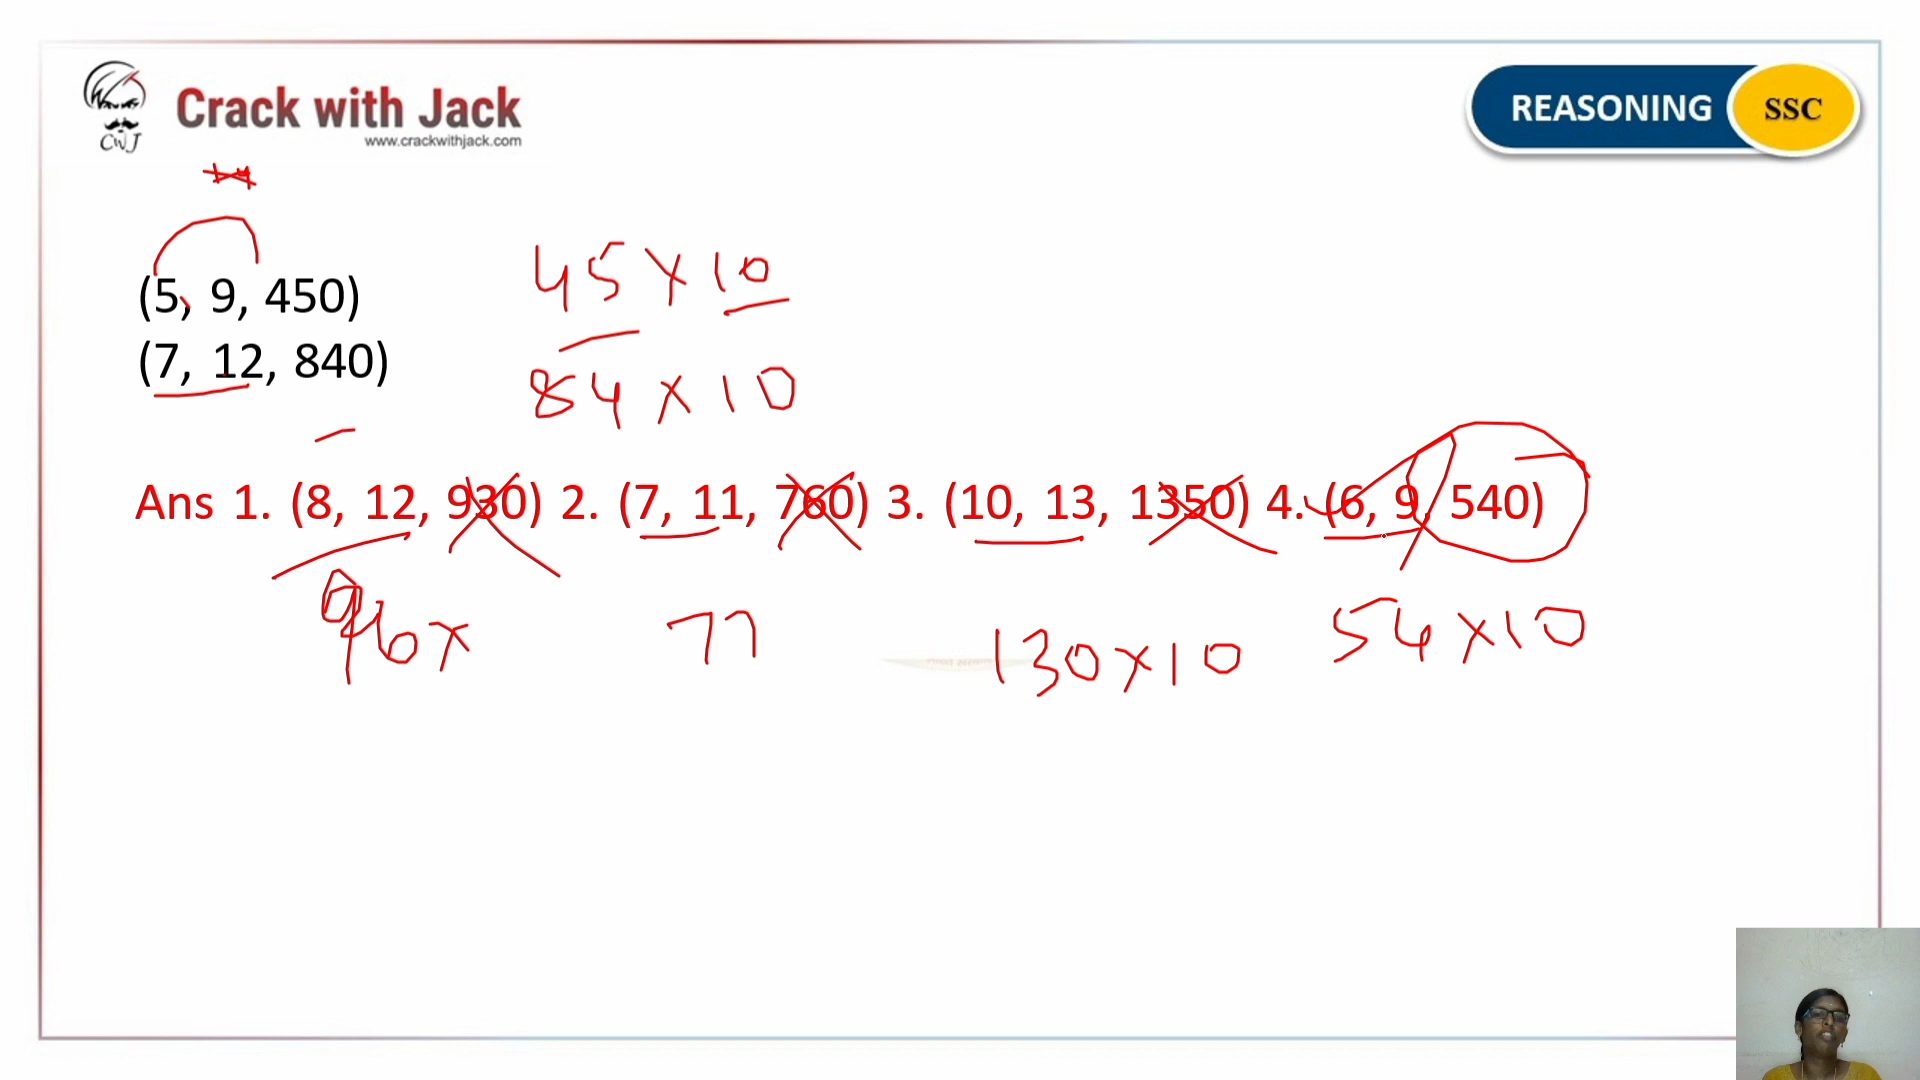 Crack with Jack
www.crackwithjack.com
CWJ
REASONING SSC
(5, 9, 450)
45 x 10
(7, 12, 840)
84 x 10
Ans 1. (8, 12, 930) 2. (7, 11, 760) 3. (10, 13, 1350) 4. (6, 9, 540)
96 x
77
130 x 10
54 x 10